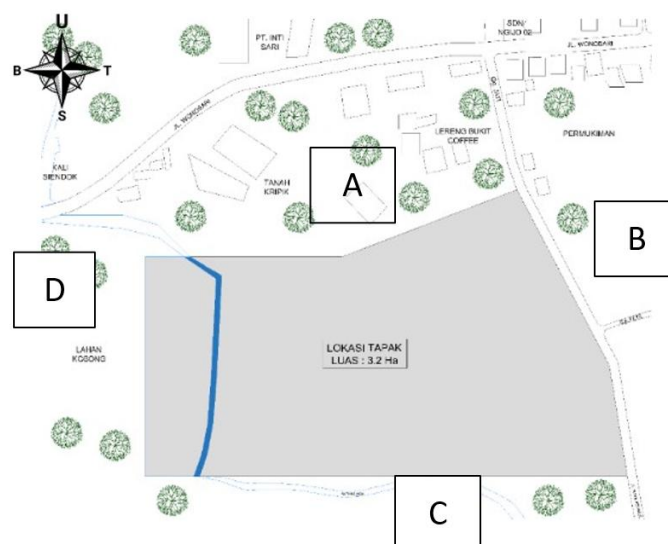 U
B
T
S
PT. INTI
SARI
SDN
NGIJO 02
JL. WONOSARI
JL. WONOSARI
LERENG BUKIT
COFFEE
PERMUKIMAN
KALI
SIENDOK
TANAH
KRIPIK
A
B
D
LOKASI TAPAK
LUAS : 3.2 Ha
LAHAN
KOSONG
C